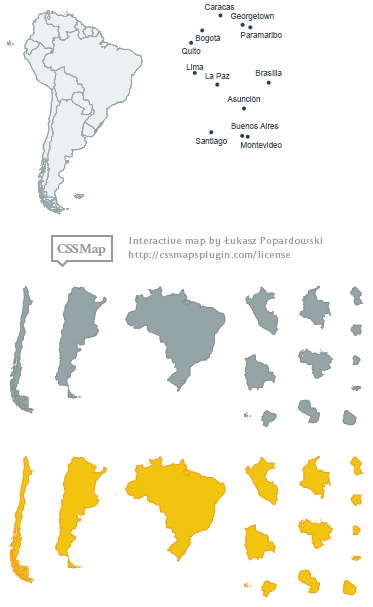 Caracas
Georgetown
Paramaribo
Bogotá
Quito
Lima
La Paz
Brasília
Asunción
Buenos Aires
Santiago
Montevideo
CSSMap
Interactive map by Łukasz Popardowski
http://cssmapsplugin.com/license